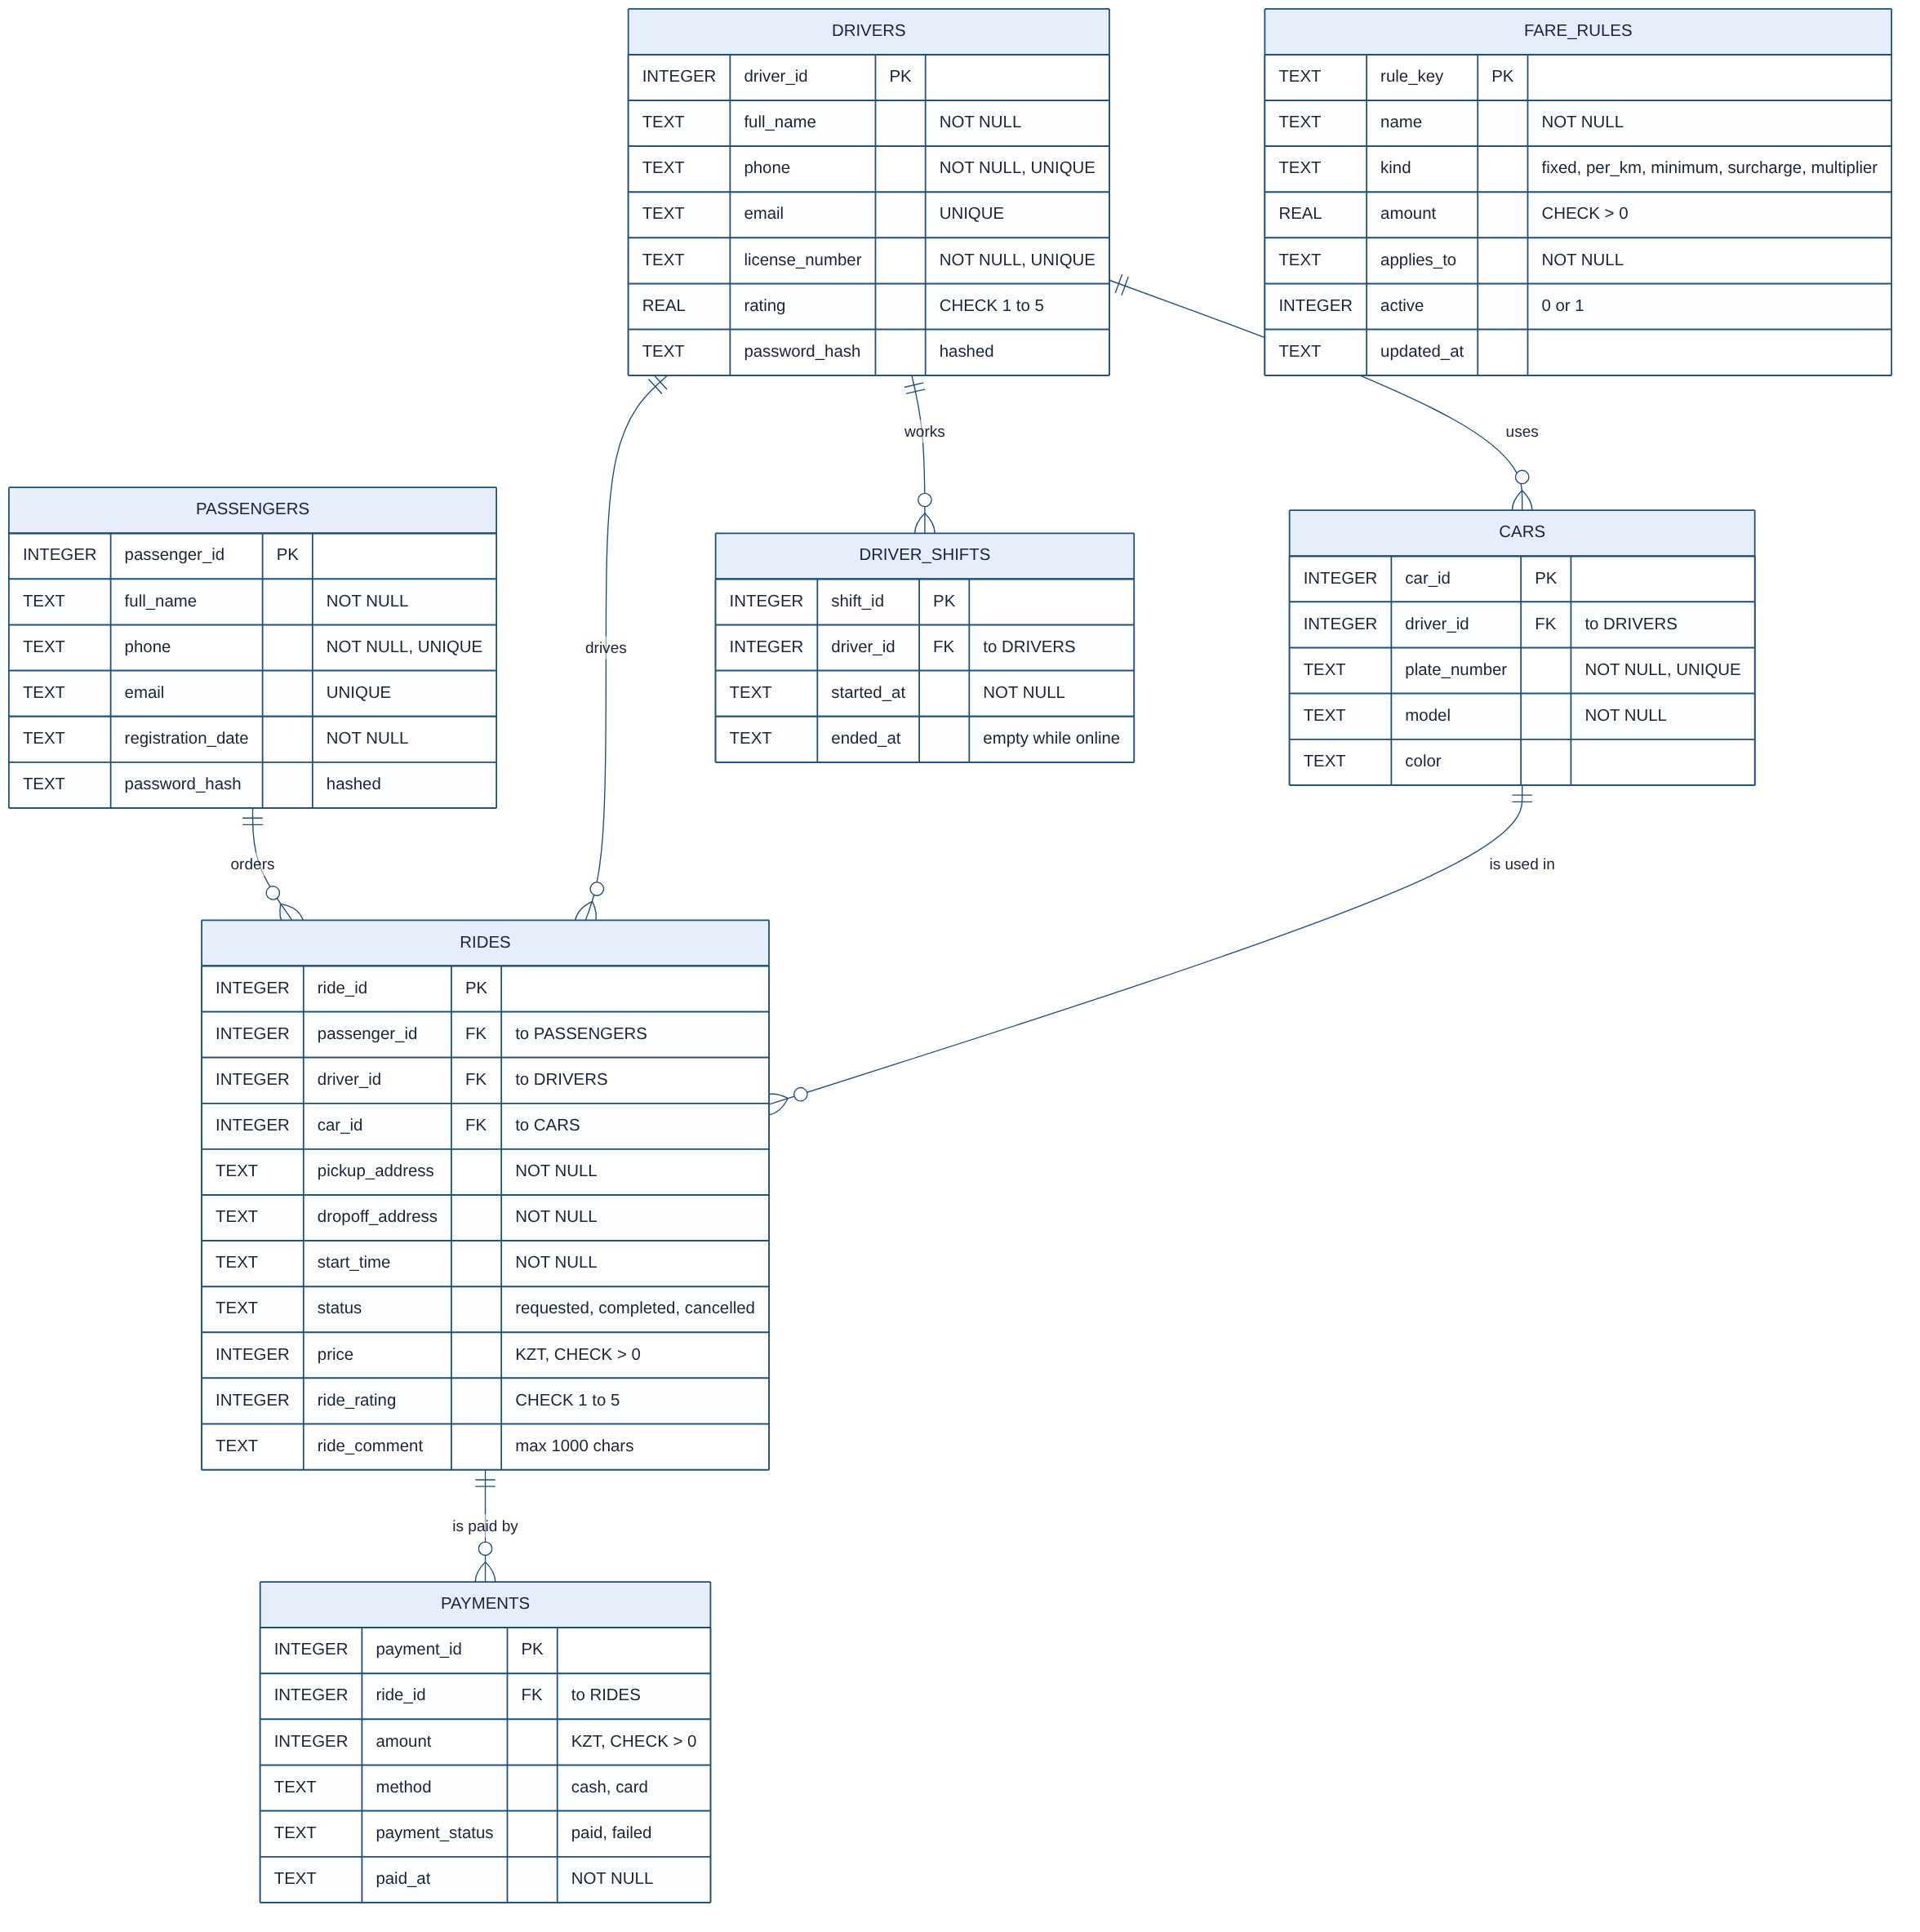 DRIVERS
INTEGER driver_id PK
TEXT full_name NOT NULL
TEXT phone NOT NULL, UNIQUE
TEXT email UNIQUE
TEXT license_number NOT NULL, UNIQUE
REAL rating CHECK 1 to 5
TEXT password_hash hashed
FARE_RULES
TEXT rule_key PK
TEXT name NOT NULL
TEXT kind fixed, per_km, minimum, surcharge, multiplier
REAL amount CHECK > 0
TEXT applies_to NOT NULL
INTEGER active 0 or 1
TEXT updated_at
works
uses
PASSENGERS
INTEGER passenger_id PK
TEXT full_name NOT NULL
TEXT phone NOT NULL, UNIQUE
TEXT email UNIQUE
TEXT registration_date NOT NULL
TEXT password_hash hashed
drives
DRIVER_SHIFTS
INTEGER shift_id PK
INTEGER driver_id FK to DRIVERS
TEXT started_at NOT NULL
TEXT ended_at empty while online
CARS
INTEGER car_id PK
INTEGER driver_id FK to DRIVERS
TEXT plate_number NOT NULL, UNIQUE
TEXT model NOT NULL
TEXT color
orders
is used in
RIDES
INTEGER ride_id PK
INTEGER passenger_id FK to PASSENGERS
INTEGER driver_id FK to DRIVERS
INTEGER car_id FK to CARS
TEXT pickup_address NOT NULL
TEXT dropoff_address NOT NULL
TEXT start_time NOT NULL
TEXT status requested, completed, cancelled
INTEGER price KZT, CHECK > 0
INTEGER ride_rating CHECK 1 to 5
TEXT ride_comment max 1000 chars
is paid by
PAYMENTS
INTEGER payment_id PK
INTEGER ride_id FK to RIDES
INTEGER amount KZT, CHECK > 0
TEXT method cash, card
TEXT payment_status paid, failed
TEXT paid_at NOT NULL